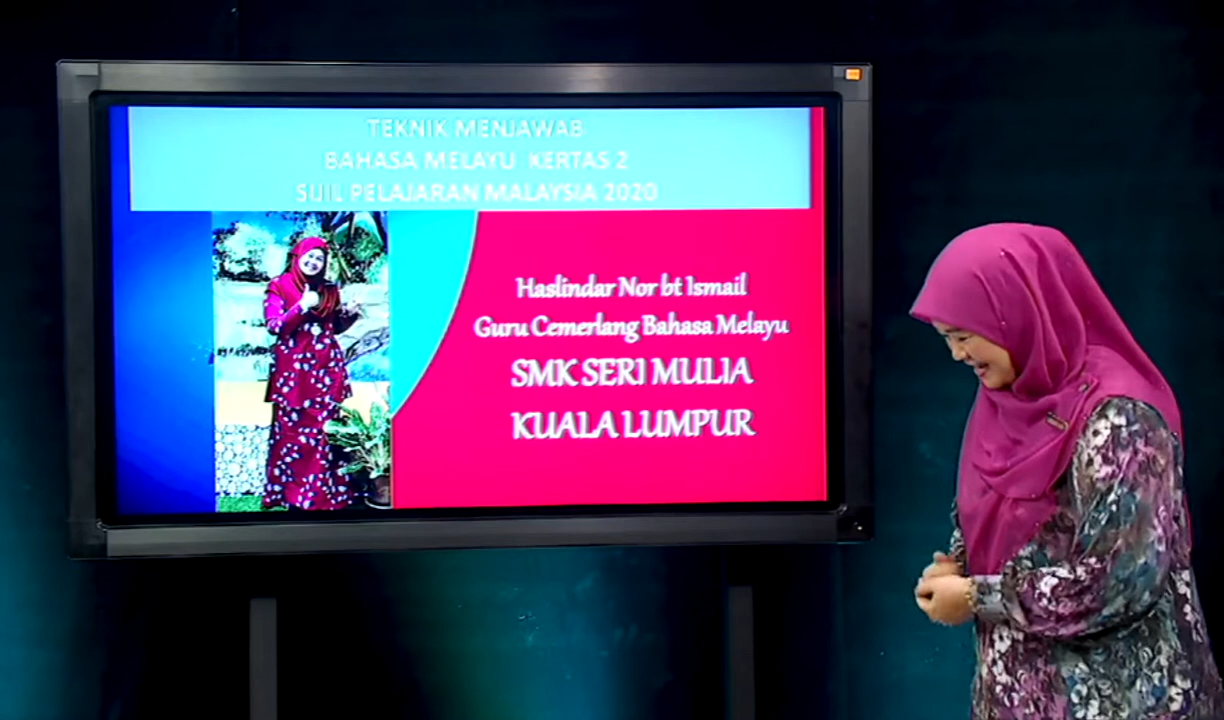 TEKNIK MENJAWAB
BAHASA MELAYU KERTAS 2
SIJIL PELAJARAN MALAYSIA 2020
Haslindar Nor bt Ismail
Guru Cemerlang Bahasa Melayu
SMK SERI MULIA
KUALA LUMPUR